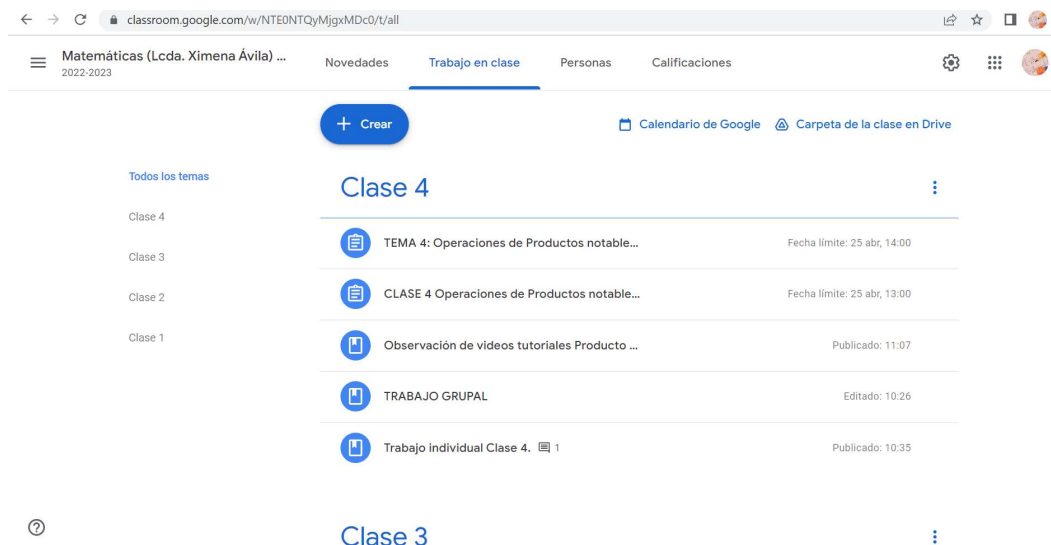 classroom.google.com/w/NTE0NTQyMjgxMDc0/t/all
Matemáticas (Lcda. Ximena Ávila) ...
2022-2023
Novedades Trabajo en clase Personas Calificaciones
Crear
Calendario de Google Carpeta de la clase en Drive
Todos los temas
Clase 4
Clase 3
Clase 2
Clase 1
Clase 4
TEMA 4: Operaciones de Productos notable... Fecha límite: 25 abr, 14:00
CLASE 4 Operaciones de Productos notable... Fecha límite: 25 abr, 13:00
Observación de videos tutoriales Producto ... Publicado: 11:07
TRABAJO GRUPAL Editado: 10:26
Trabajo individual Clase 4. 1 Publicado: 10:35
Clase 3